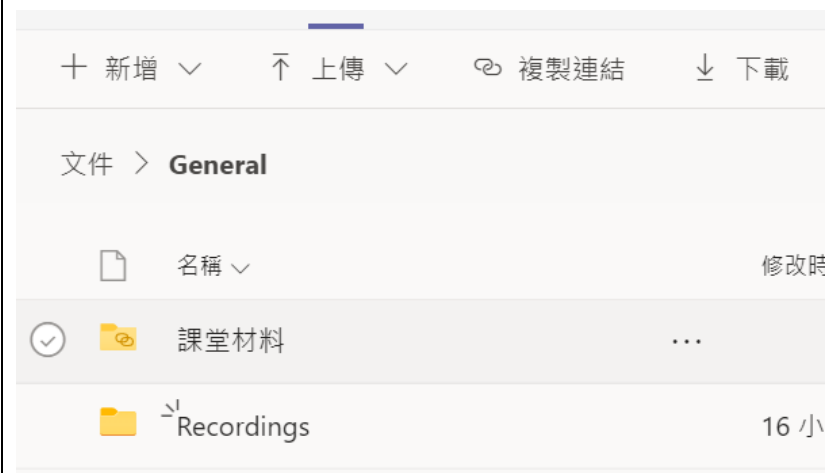 新增 上傳 複製連結 下載
文件 > General
名稱 修改時
課堂材料 ...
Recordings 16 小